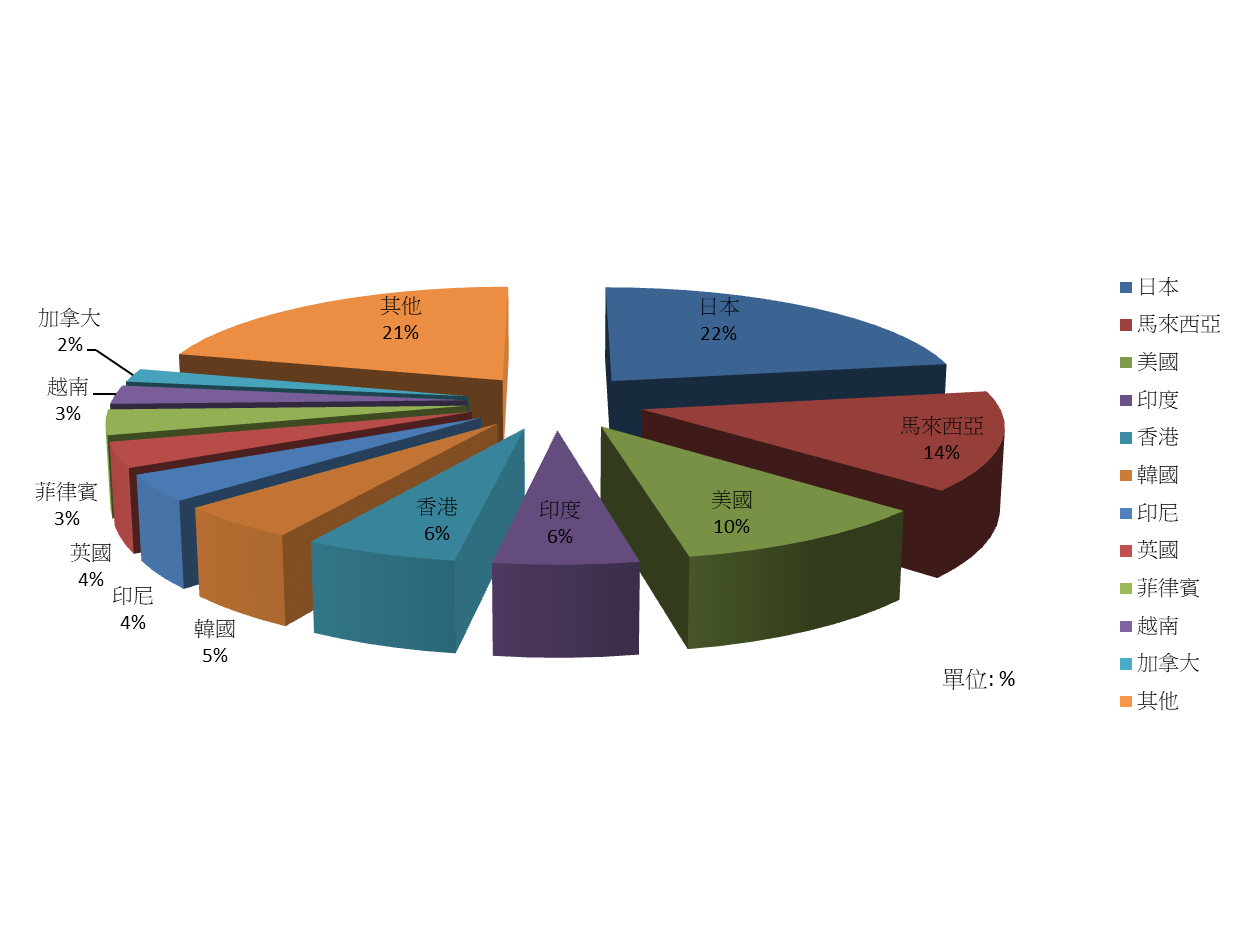 其他
21%
日本
22%
加拿大
2%
越南
3%
馬來西亞
14%
菲律賓
3%
美國
10%
香港
6%
印度
6%
英國
4%
印尼
4%
韓國
5%
單位: %
日本
馬來西亞
美國
印度
香港
韓國
印尼
英國
菲律賓
越南
加拿大
其他